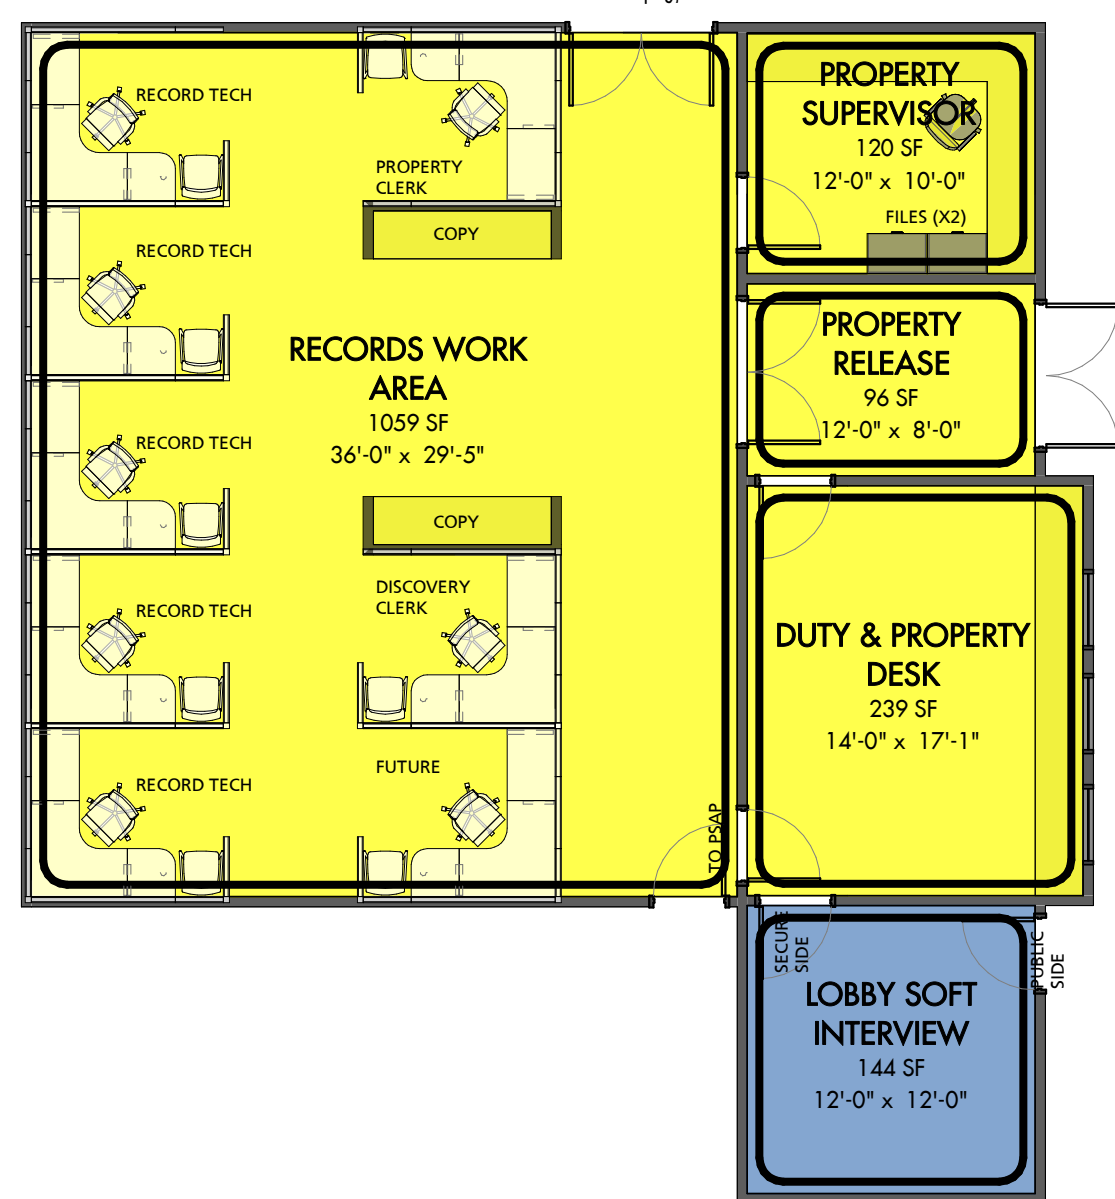 RECORD TECH
PROPERTY
CLERK
COPY
RECORD TECH
RECORDS WORK
AREA
1059 SF
36'-0" x 29'-5"
RECORD TECH
COPY
RECORD TECH
DISCOVERY
CLERK
RECORD TECH
FUTURE
TO PSAP
PROPERTY
SUPERVISOR
120 SF
12'-0" x 10'-0"
FILES (X2)
PROPERTY
RELEASE
96 SF
12'-0" x 8'-0"
DUTY & PROPERTY
DESK
239 SF
14'-0" x 17'-1"
SECURE
SIDE
PUBLIC
SIDE
LOBBY SOFT
INTERVIEW
144 SF
12'-0" x 12'-0"